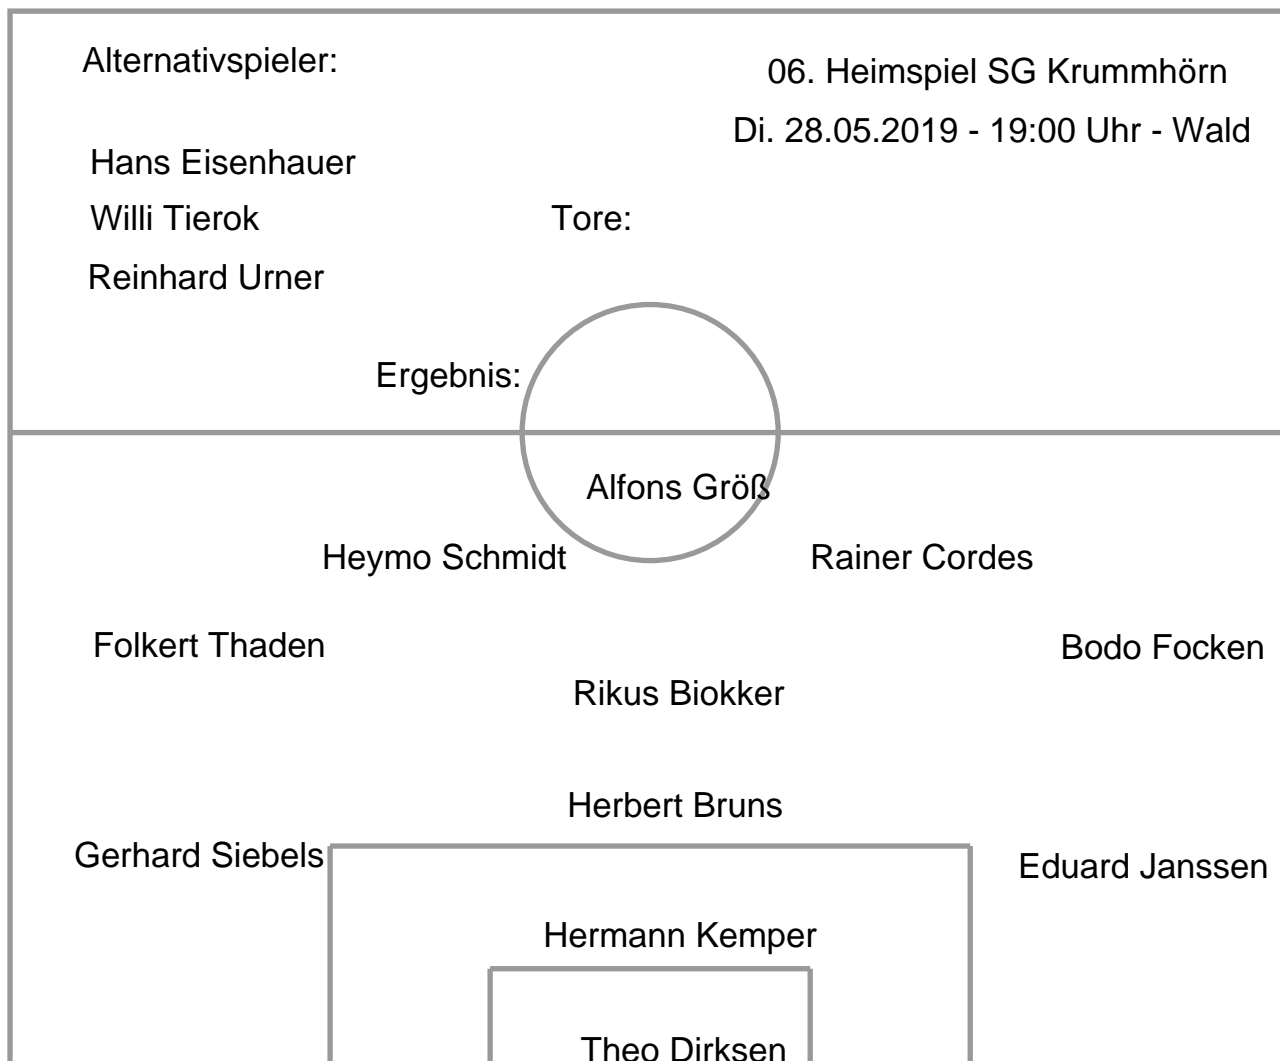 Alternativspieler:
06. Heimspiel SG Krummhörn
Di. 28.05.2019 - 19:00 Uhr - Wald
Hans Eisenhauer
Willi Tierok
Tore:
Reinhard Urner
Ergebnis:
Alfons Größ
Heymo Schmidt
Rainer Cordes
Folkert Thaden
Bodo Focken
Rikus Biokker
Herbert Bruns
Gerhard Siebels
Eduard Janssen
Hermann Kemper
Theo Dirksen